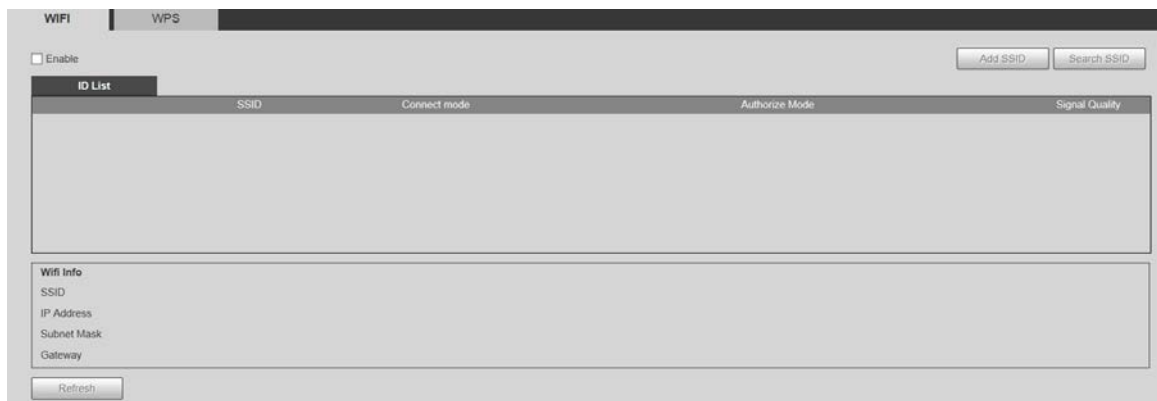 WIFI WPS
Enable Add SSID Search SSID
ID List
SSID Connect mode Authorize Mode Signal Quality
Wifi Info
SSID
IP Address
Subnet Mask
Gateway
Refresh